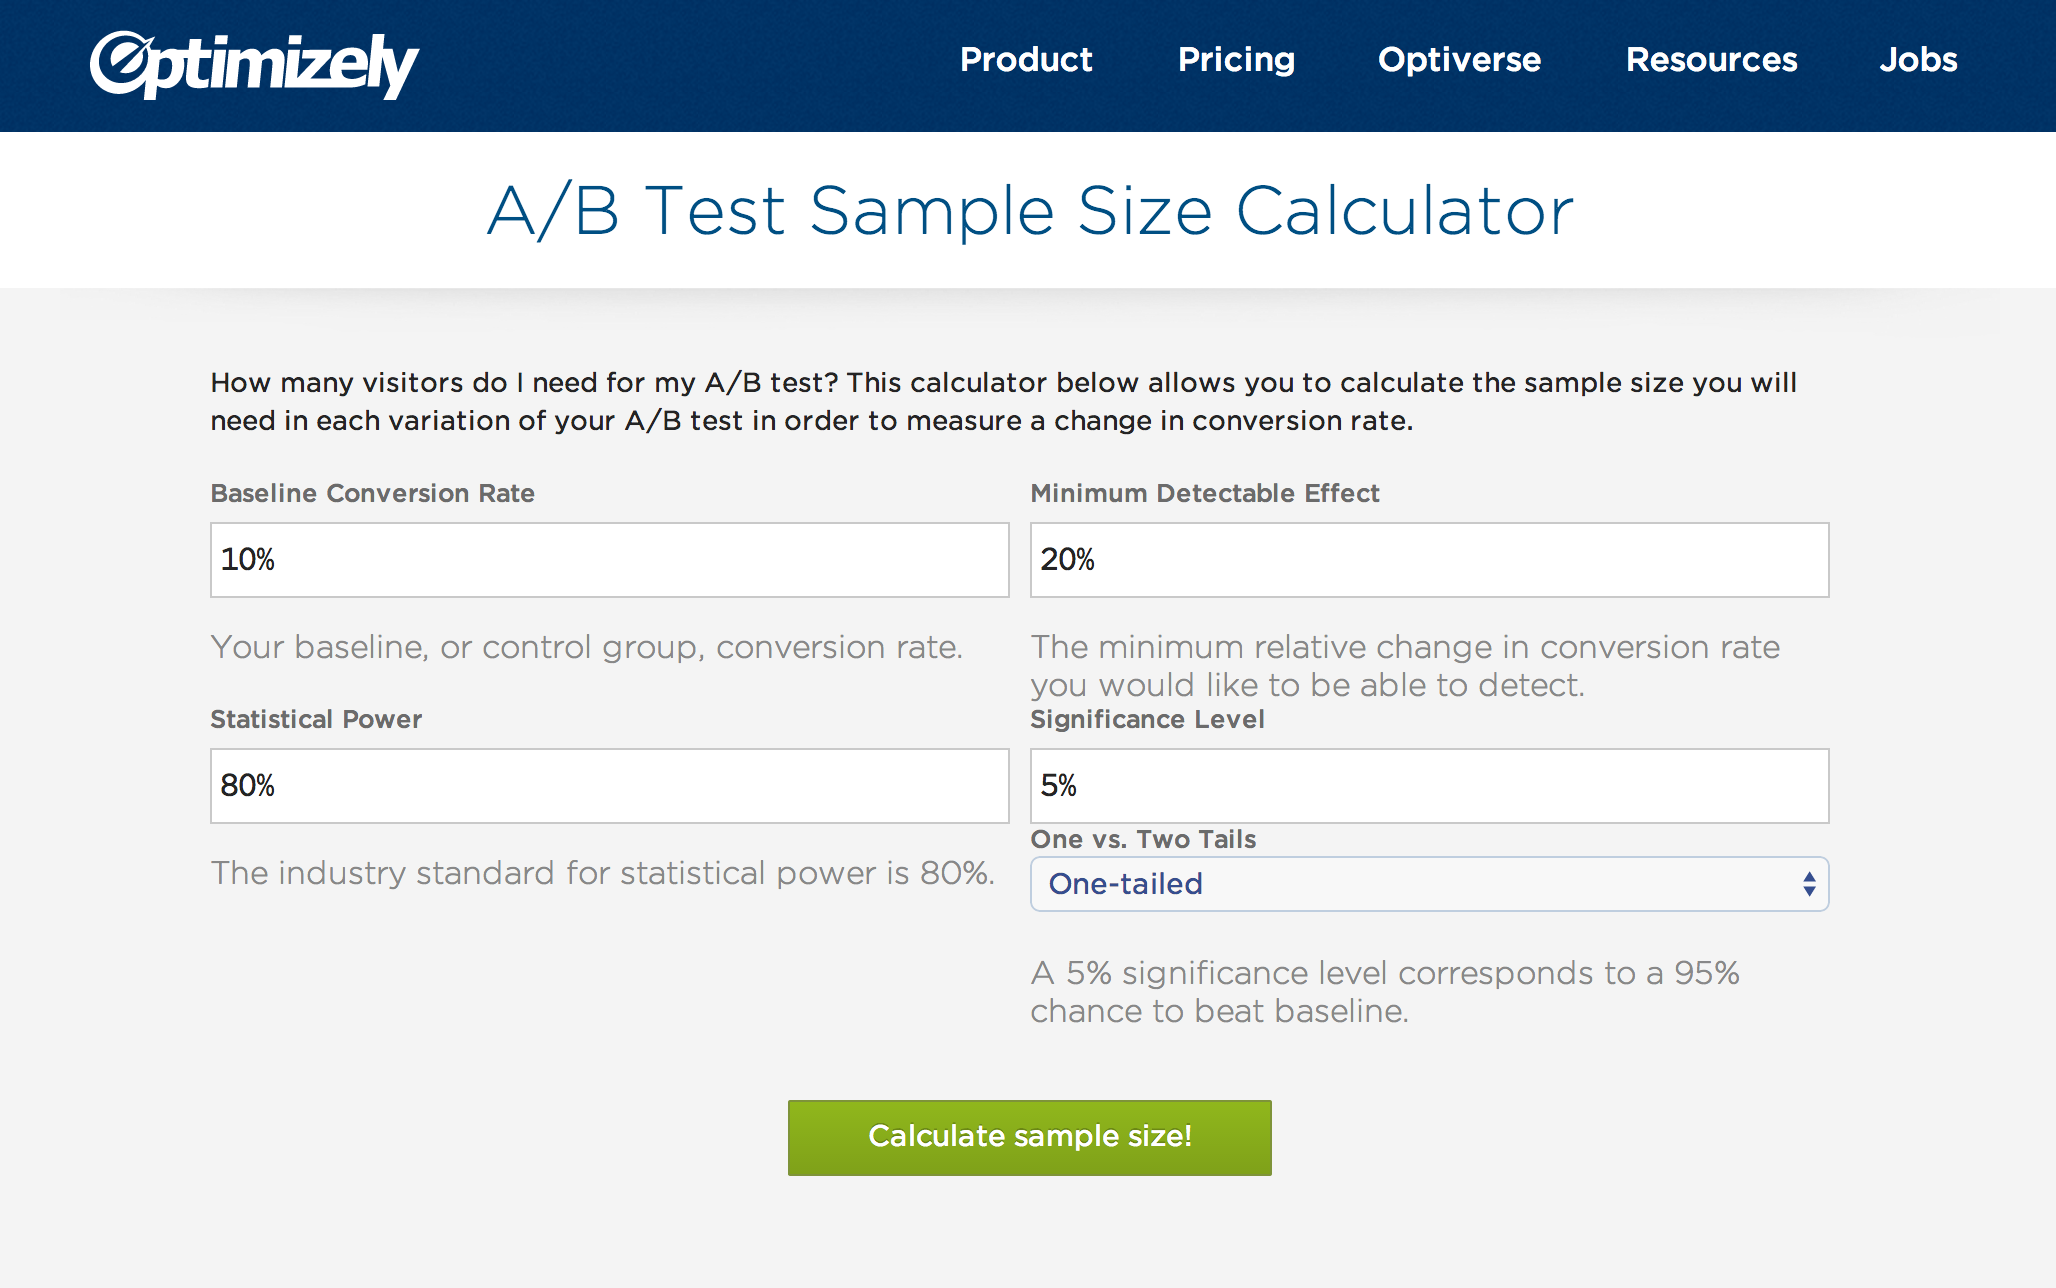 Optimizely
Product Pricing Optiverse Resources Jobs
A/B Test Sample Size Calculator
How many visitors do I need for my A/B test? This calculator below allows you to calculate the sample size you will
need in each variation of your A/B test in order to measure a change in conversion rate.
Baseline Conversion Rate
10%
Your baseline, or control group, conversion rate.
Minimum Detectable Effect
20%
The minimum relative change in conversion rate
you would like to be able to detect.
Statistical Power
80%
The industry standard for statistical power is 80%.
Significance Level
5%
One vs. Two Tails
One-tailed
A 5% significance level corresponds to a 95%
chance to beat baseline.
Calculate sample size!